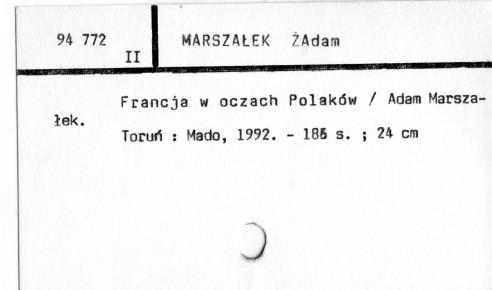 94 772
II
MARSZAŁEK ŻAdam
Francja w oczach Polaków / Adam Marsza-
łek.
Toruń : Mado, 1992. - s. ; 24 cm